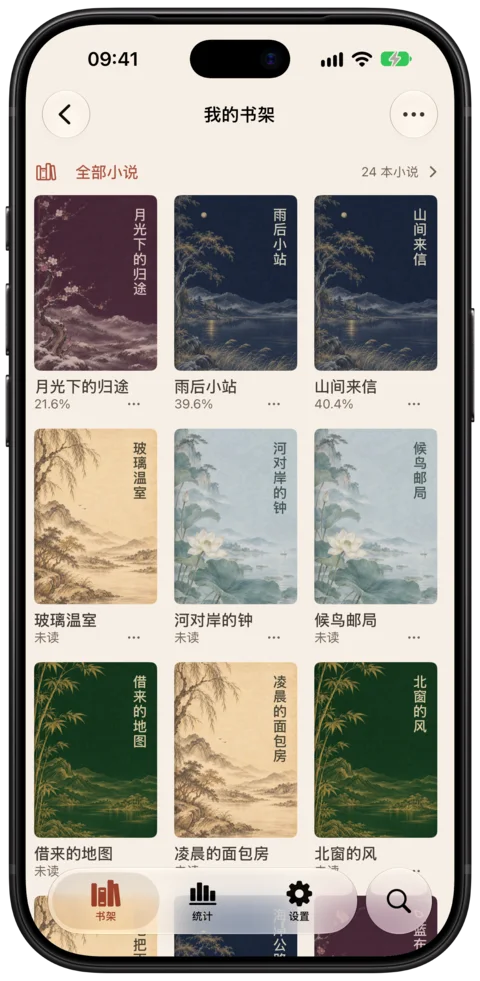 09:41
我的书架
全部小说
24 本小说
月光下的归途
雨后小站
山间来信
月光下的归途
雨后小站
山间来信
21.6%
39.6%
40.4%
玻璃温室
河对岸的钟
候鸟邮局
玻璃温室
河对岸的钟
候鸟邮局
未读
未读
未读
借来的地图
凌晨的面包房
北窗的风
借来的地图
凌晨的面包房
北窗的风
未读
书架
统计
设置